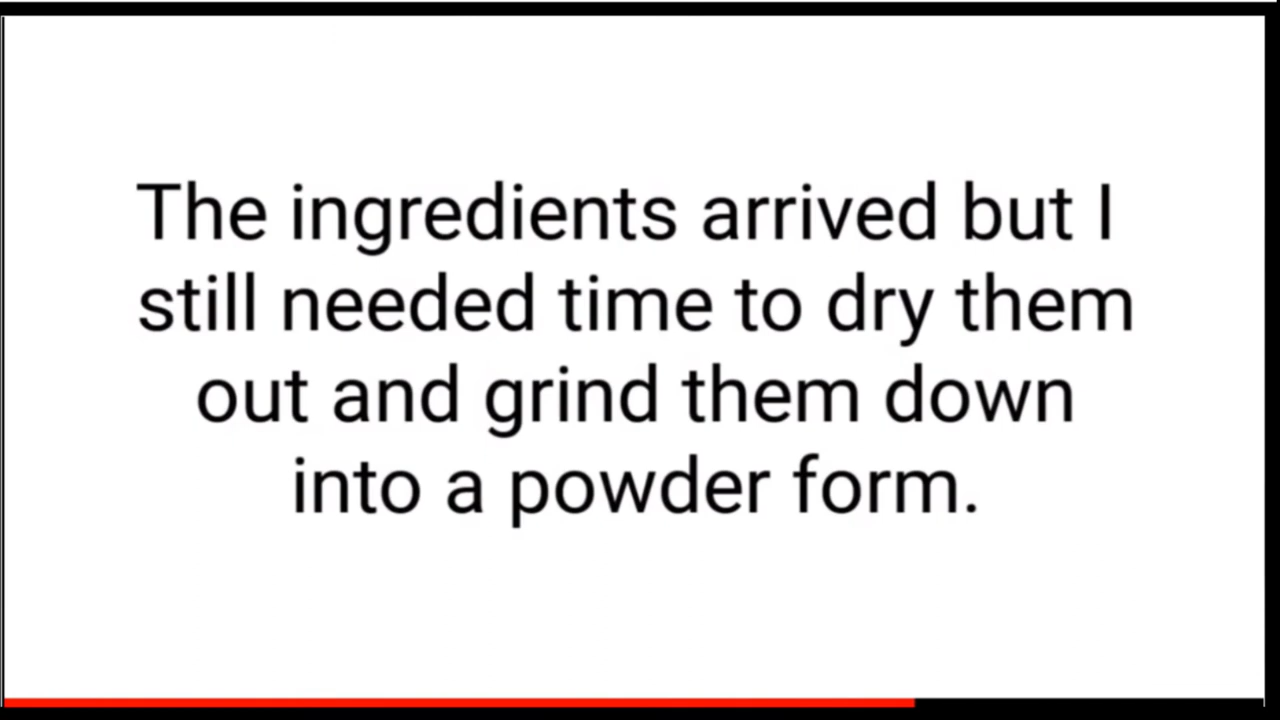 The ingredients arrived but I
still needed time to dry them
out and grind them down
into a powder form.